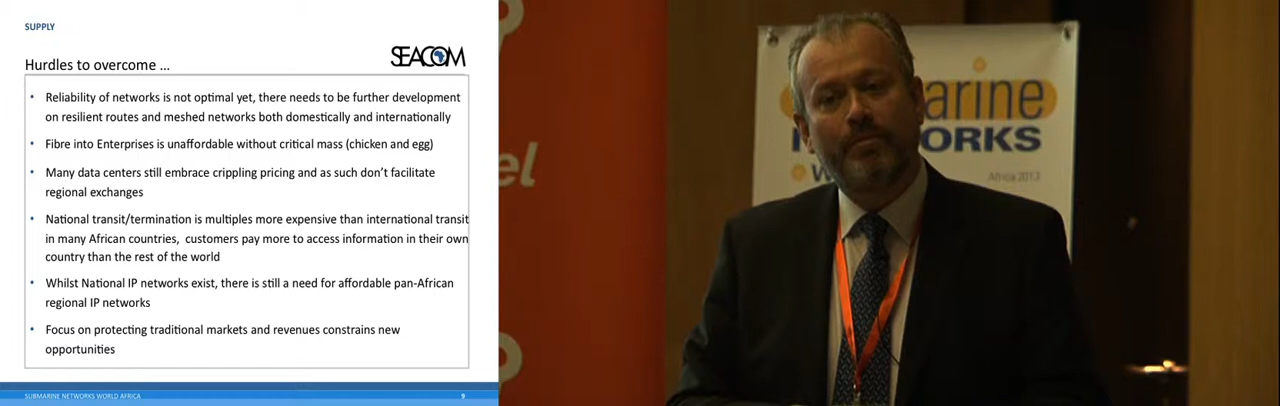 SUPPLY
SEACOM
Hurdles to overcome ...
• Reliability of networks is not optimal yet, there needs to be further development
on resilient routes and meshed networks both domestically and internationally
• Fibre into Enterprises is unaffordable without critical mass (chicken and egg)
• Many data centers still embrace crippling pricing and as such don't facilitate
regional exchanges
• National transit/termination is multiples more expensive than international transit
in many African countries,  customers pay more to access information in their own
country than the rest of the world
• Whilst National IP networks exist, there is still a need for affordable pan-African
regional IP networks
• Focus on protecting traditional markets and revenues constrains new
opportunities
SUBMARINE NETWORKS WORLD AFRICA
9
el
arine
ORKS
W
Africa 2013